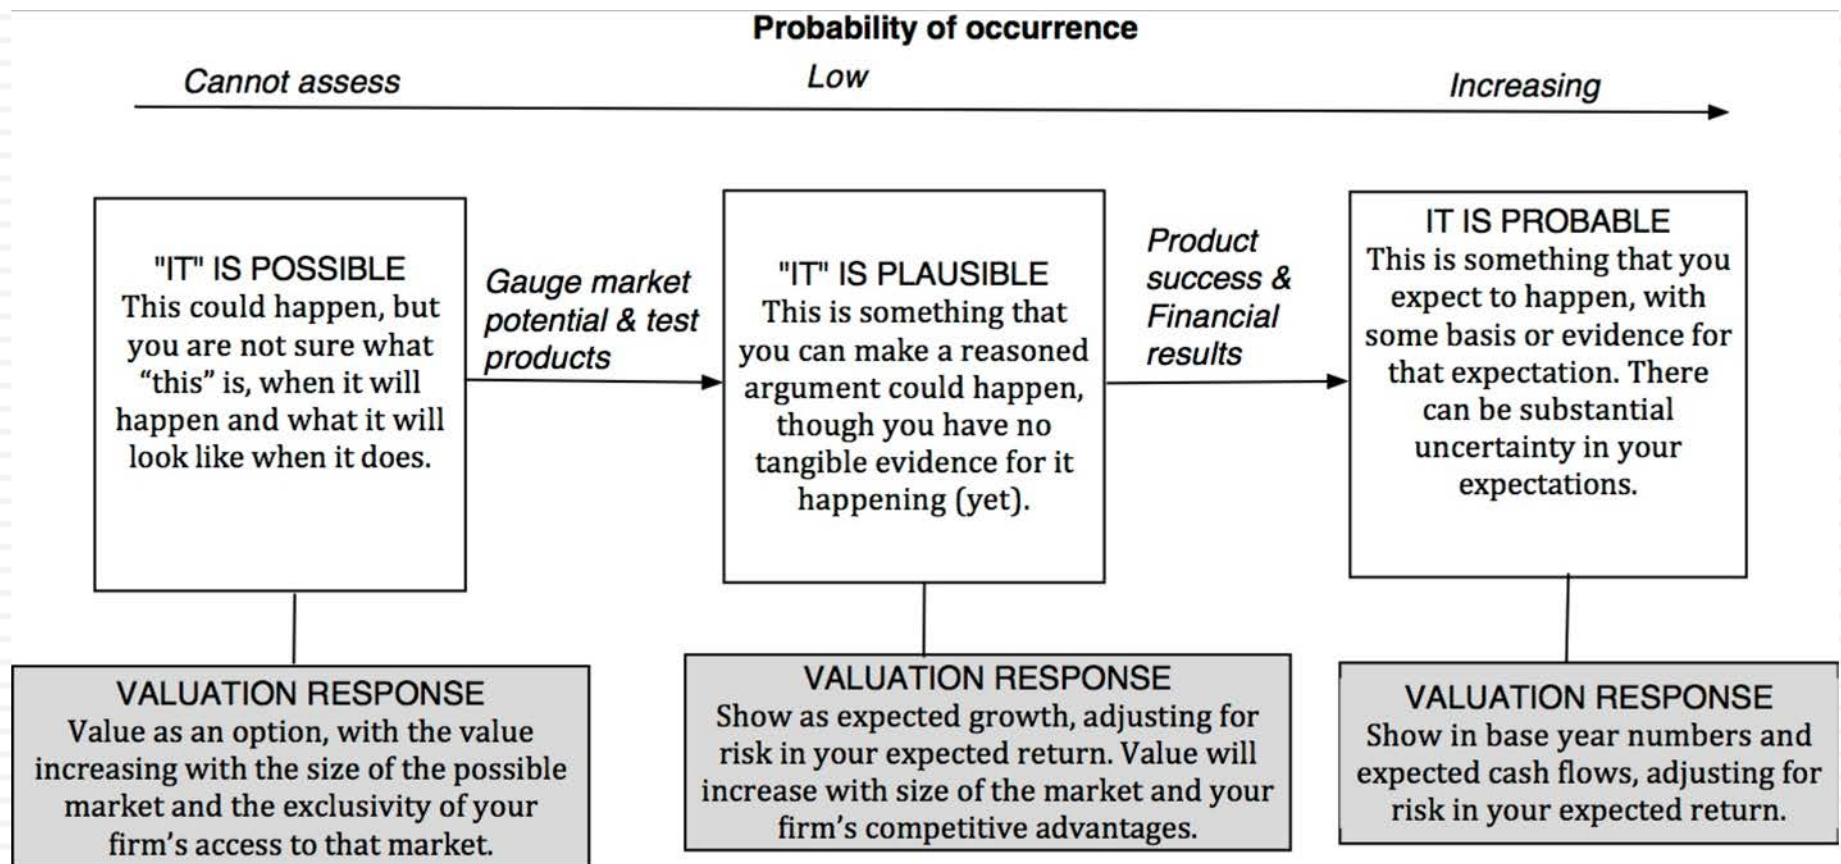 Probability of occurrence
Cannot assess
Low
Increasing
"IT" IS POSSIBLE
This could happen, but
you are not sure what
“this” is, when it will
happen and what it will
look like when it does.
Gauge market
potential & test
products
"IT" IS PLAUSIBLE
This is something that
you can make a reasoned
argument could happen,
though you have no
tangible evidence for it
happening (yet).
Product
success &
Financial
results
IT IS PROBABLE
This is something that you
expect to happen, with
some basis or evidence for
that expectation. There
can be substantial
uncertainty in your
expectations.
VALUATION RESPONSE
Value as an option, with the value
increasing with the size of the possible
market and the exclusivity of your
firm’s access to that market.
VALUATION RESPONSE
Show as expected growth, adjusting for
risk in your expected return. Value will
increase with size of the market and your
firm’s competitive advantages.
VALUATION RESPONSE
Show in base year numbers and
expected cash flows, adjusting for
risk in your expected return.